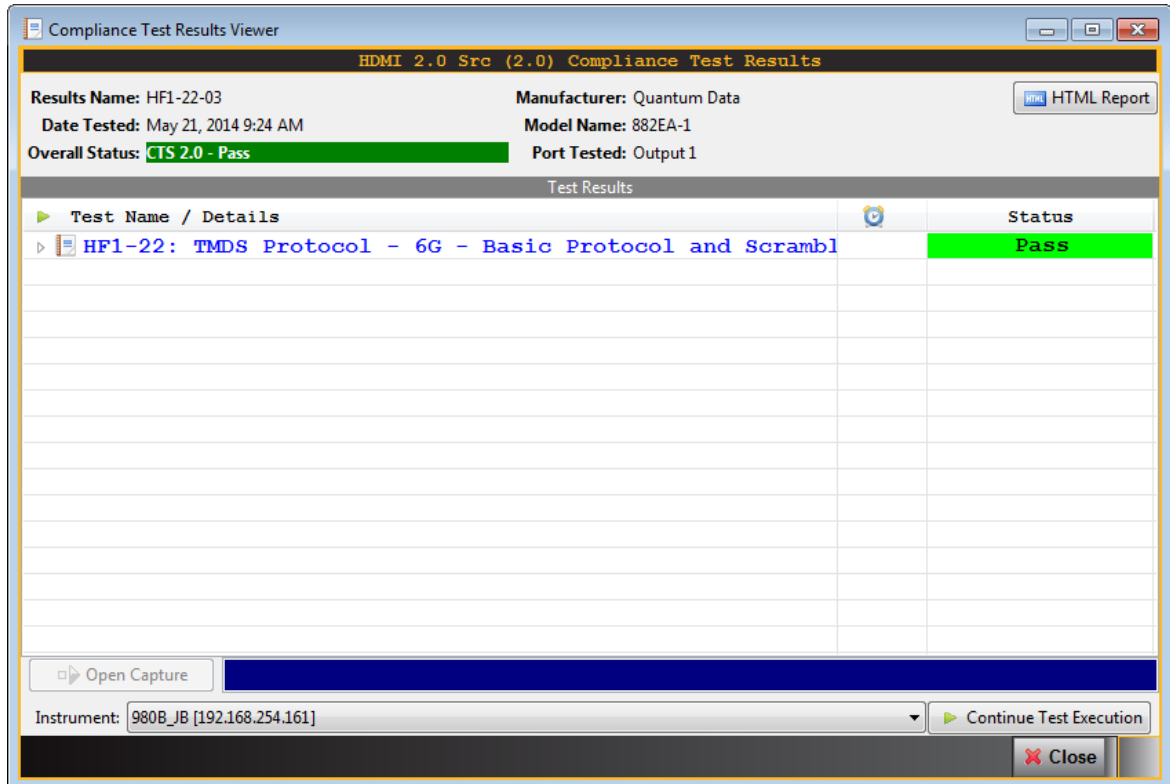 Compliance Test Results Viewer
HDMI 2.0 Src (2.0) Compliance Test Results
Results Name: HF1-22-03
Manufacturer: Quantum Data
HTML Report
Date Tested: May 21, 2014 9:24 AM
Model Name: 882EA-1
Overall Status: CTS 2.0 - Pass
Port Tested: Output 1
Test Results
Test Name / Details
Status
HF1-22: TMDS Protocol - 6G - Basic Protocol and Scrambl
Pass
Open Capture
Instrument: 980B_JB [192.168.254.161]
Continue Test Execution
Close